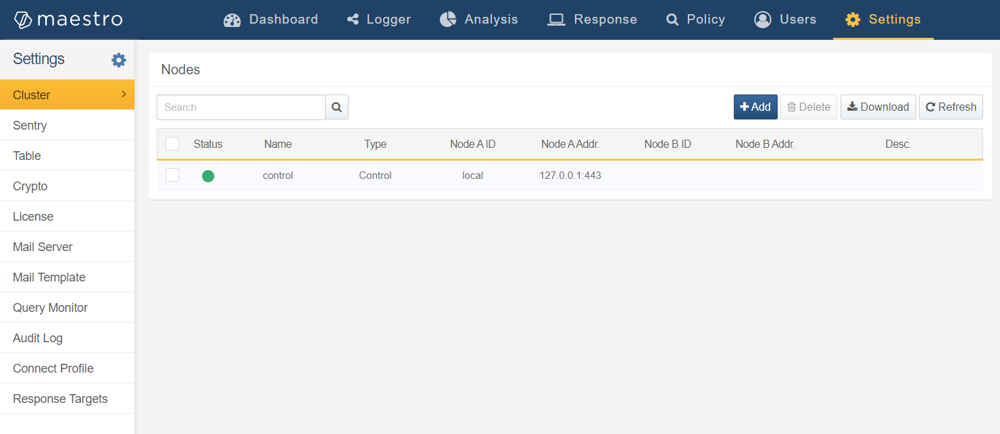 maestro Dashboard Logger Analysis Response Policy Users Settings
Settings
Cluster
Sentry
Table
Crypto
License
Mail Server
Mail Template
Query Monitor
Audit Log
Connect Profile
Response Targets
Nodes
Search Add Delete Download Refresh
Status Name Type Node A ID Node A Addr. Node B ID Node B Addr. Desc.
control Control local 127.0.0.1:443